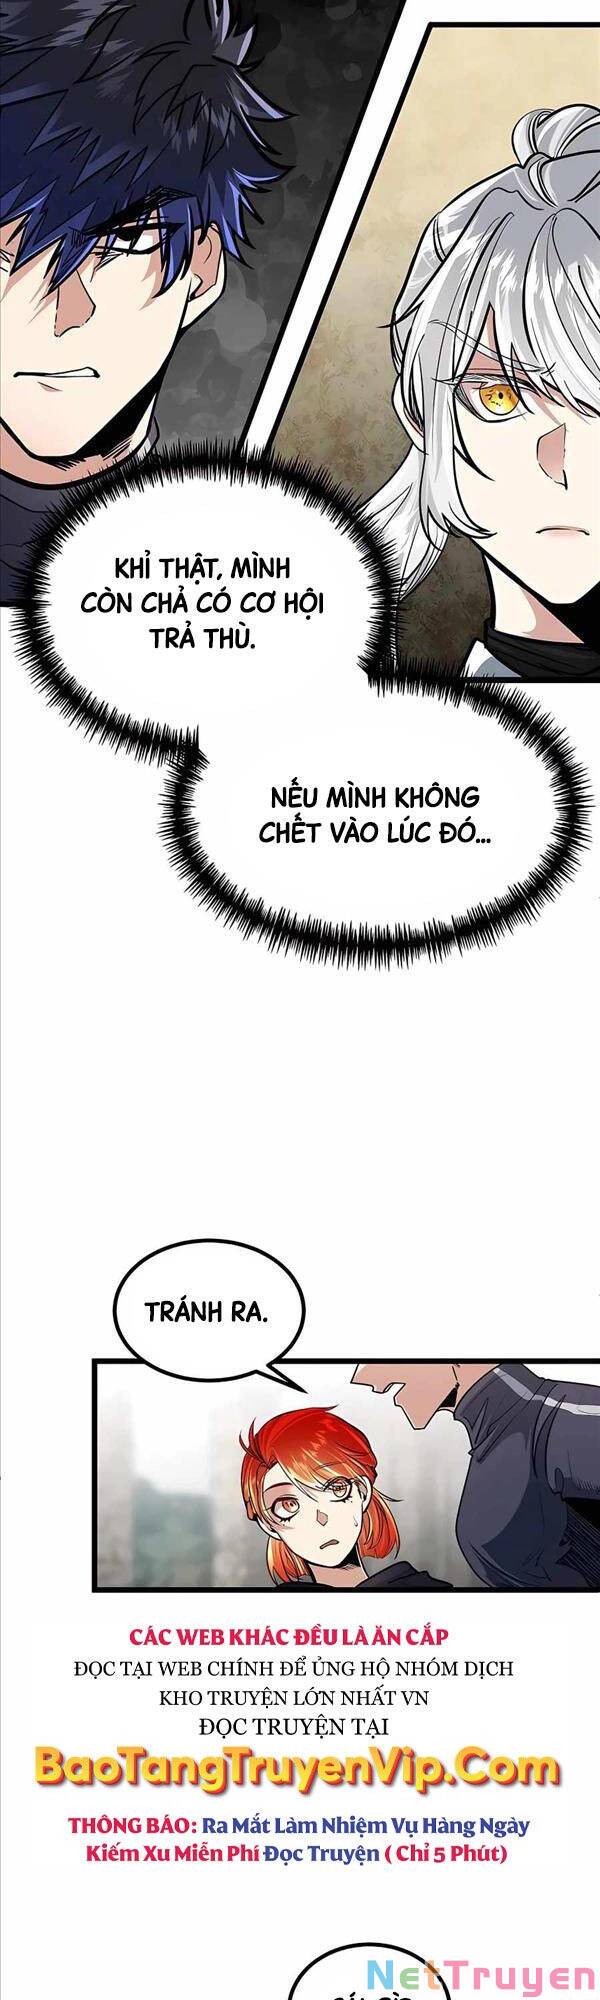 KHỈ THẬT, MÌNH
CÒN CHẢ CÓ CƠ HỘI
TRẢ THÙ.
NẾU MÌNH KHÔNG
CHẾT VÀO LÚC ĐÓ...
TRÁNH RA.
CÁC WEB KHÁC ĐỀU LÀ ĂN CẮP
ĐỌC TẠI WEB CHÍNH ĐỂ ỦNG HỘ NHÓM DỊCH
KHO TRUYỆN LỚN NHẤT VN
ĐỌC TRUYỆN TẠI
BaoTangTruyenVip.Com
THÔNG BÁO: Ra Mắt Làm Nhiệm Vụ Hàng Ngày
Kiếm Xu Miễn Phí Đọc Truyện ( Chỉ 5 Phút)
NetTruyen